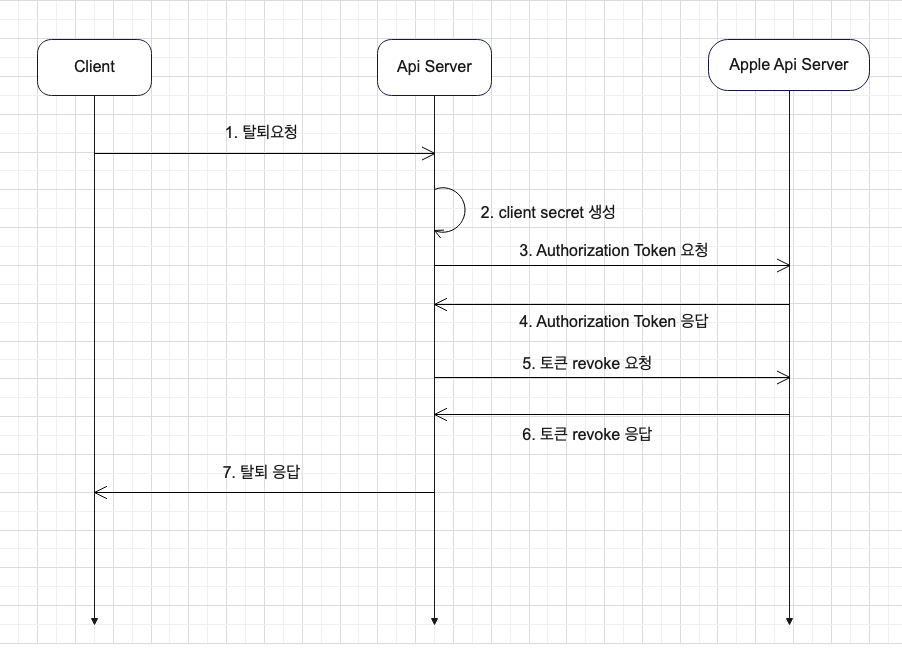 Client
Api Server
Apple Api Server
1. 탈퇴요청
2. client secret 생성
3. Authorization Token 요청
4. Authorization Token 응답
5. 토큰 revoke 요청
6. 토큰 revoke 응답
7. 탈퇴 응답